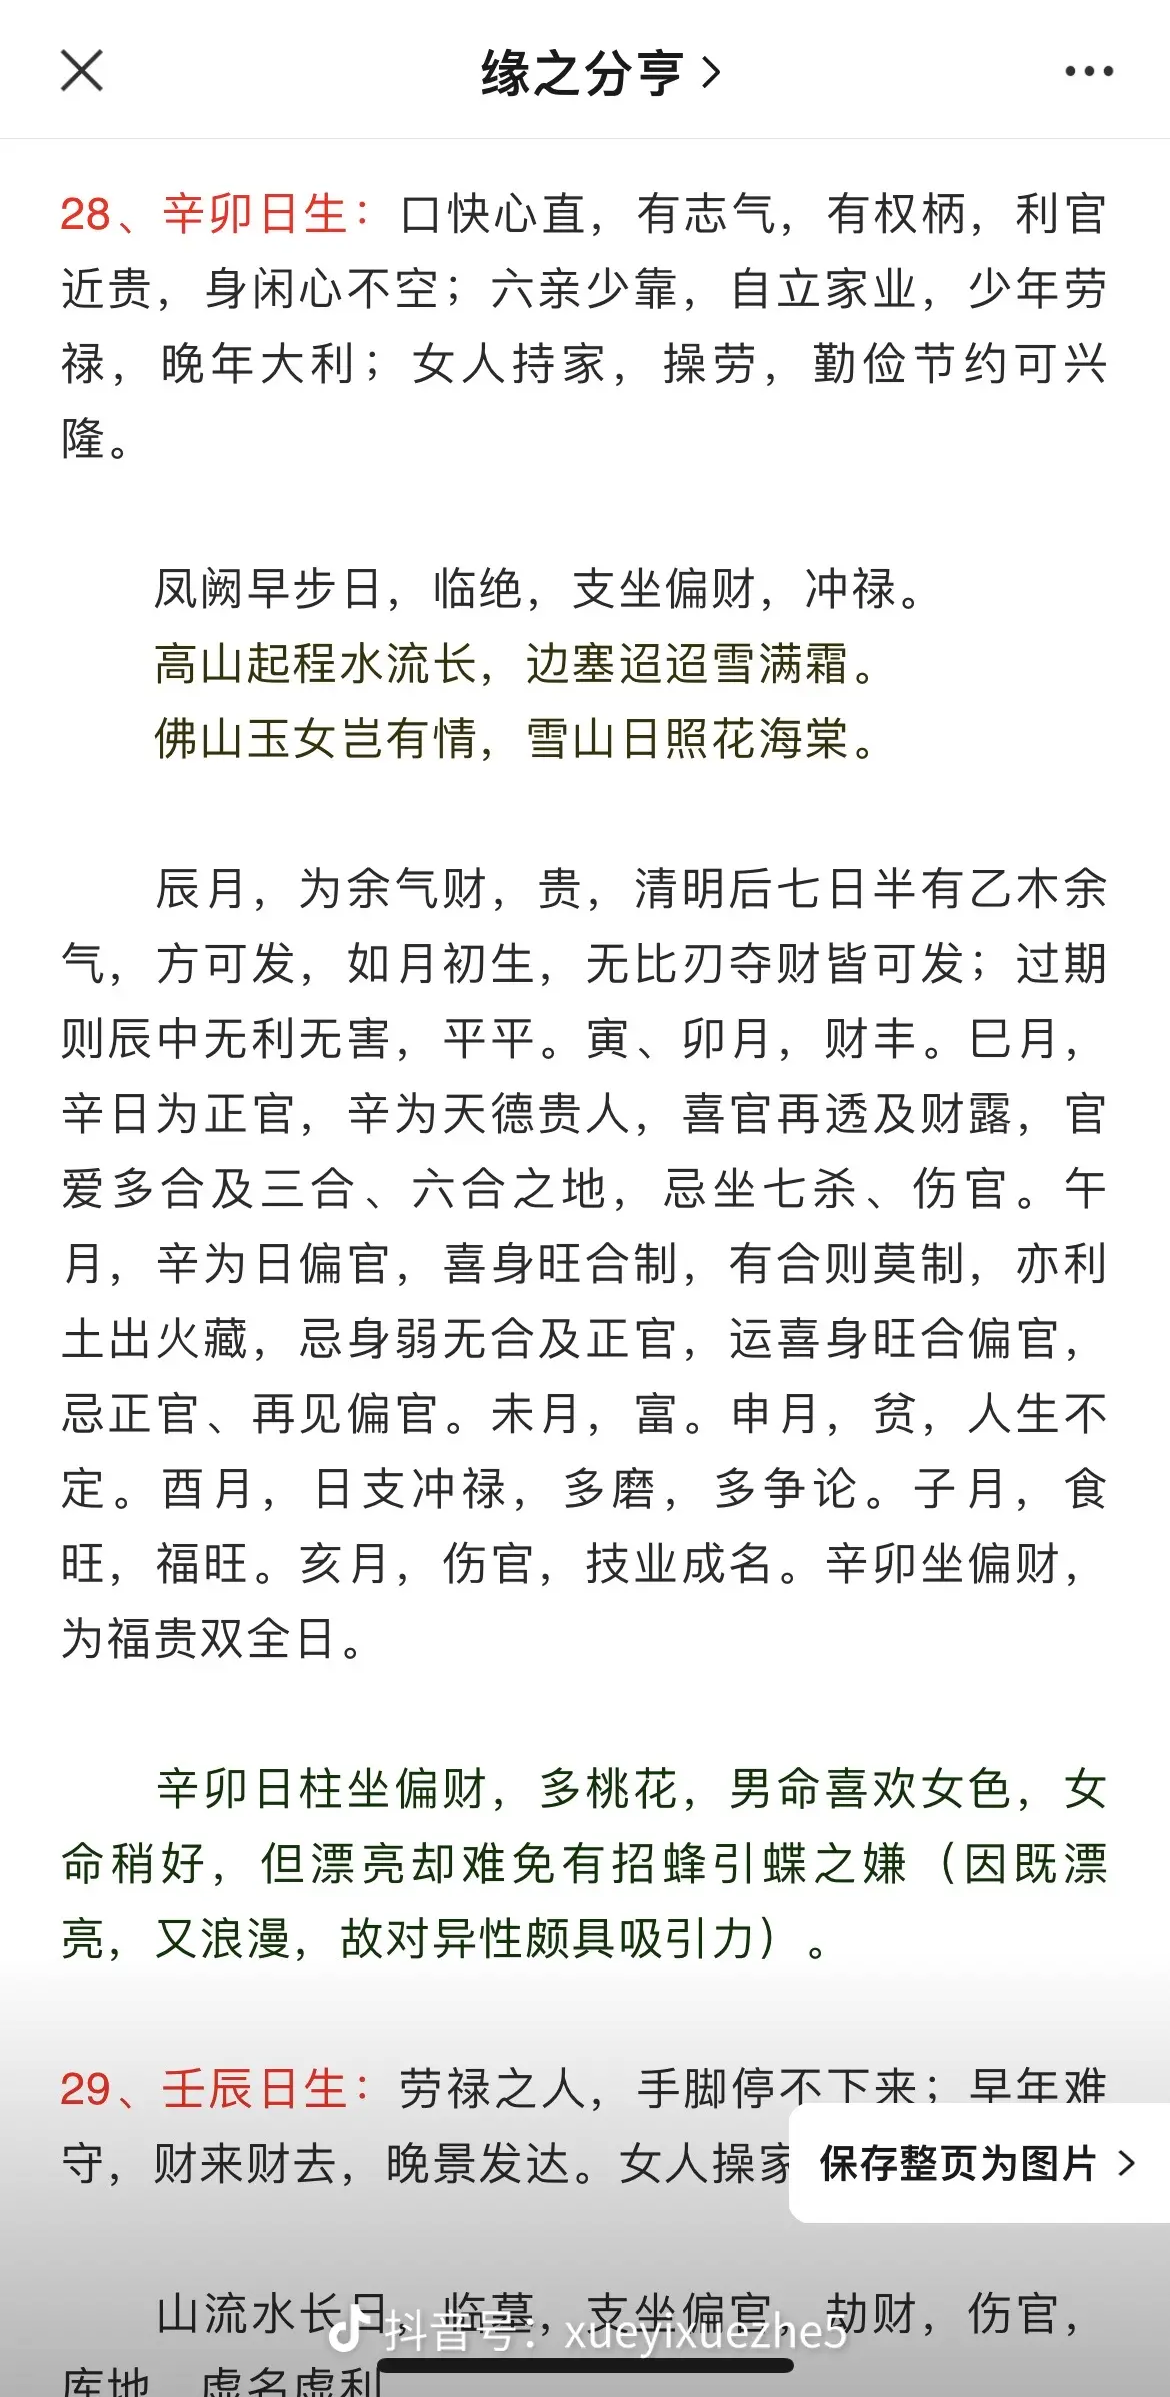 缘之分享
28、辛卯日生：口快心直，有志气，有权柄，利官
近贵，身闲心不空；六亲少靠，自立家业，少年劳
禄，晚年大利；女人持家，操劳，勤俭节约可兴
隆。
凤阙早步日，临绝，支坐偏财，冲禄。
高山起程水流长，边塞迢迢雪满霜。
佛山玉女岂有情，雪山日照花海棠。
辰月，为余气财，贵，清明后七日半有乙木余
气，方可发，如月初生，无比刃夺财皆可发；过期
则辰中无利无害，平平。寅、卯月，财丰。巳月，
辛日为正官，辛为天德贵人，喜官再透及财露，官
爱多合及三合、六合之地，忌坐七杀、伤官。午
月，辛为日偏官，喜身旺合制，有合则莫制，亦利
土出火藏，忌身弱无合及正官，运喜身旺合偏官，
忌正官、再见偏官。未月，富。申月，贫，人生不
定。酉月，日支冲禄，多磨，多争论。子月，食
旺，福旺。亥月，伤官，技业成名。辛卯坐偏财，
为福贵双全日。
辛卯日柱坐偏财，多桃花，男命喜欢女色，女
命稍好，但漂亮却难免有招蜂引蝶之嫌（因既漂
亮，又浪漫，故对异性颇具吸引力）。
29、壬辰日生：劳禄之人，手脚停不下来；早年难
守，财来财去，晚景发达。女人操家
保存整页为图片
山流水长日，临墓，支坐偏官，劫财，伤官，
抖音号：xueyixuezhe5
库地，虚名虚利